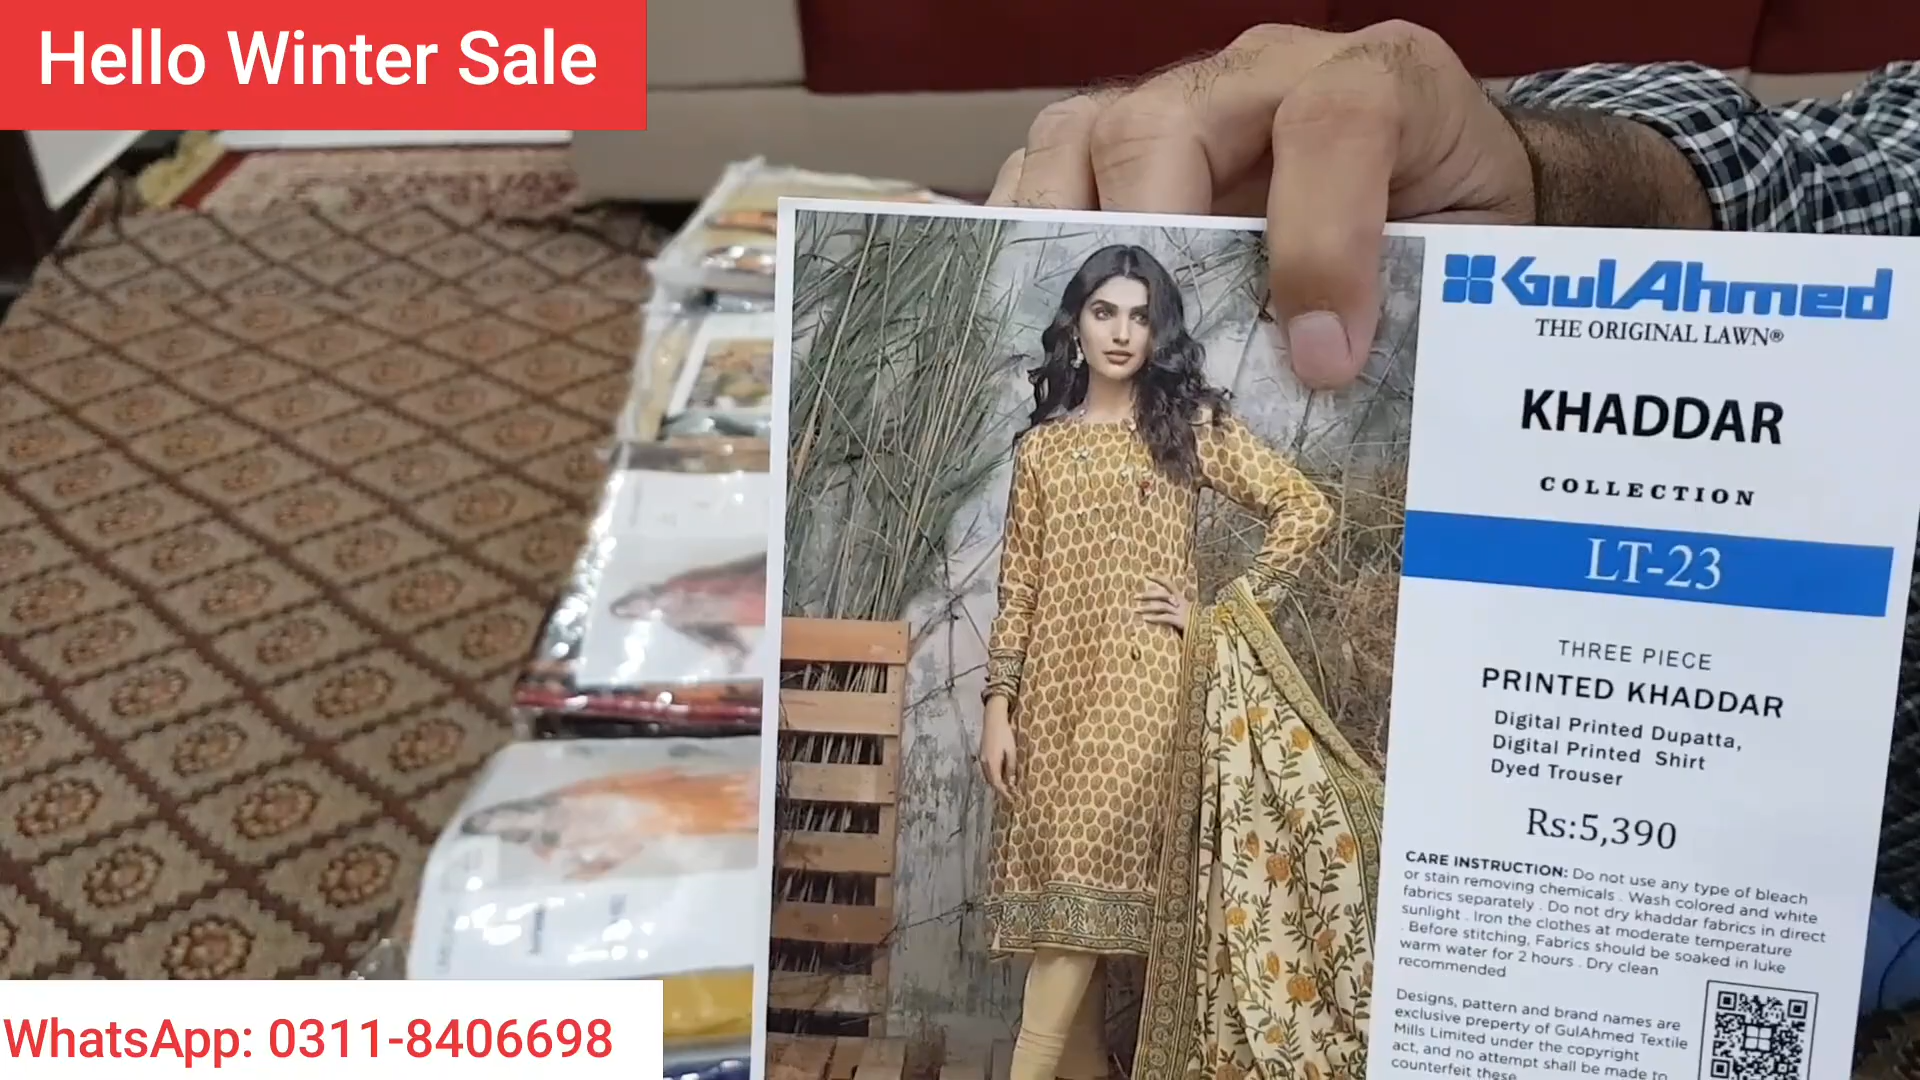 Hello Winter Sale
GulAhmed
THE ORIGINAL LAWN®
KHADDAR
COLLECTION
LT-23
THREE PIECE
PRINTED KHADDAR
Digital Printed Dupatta,
Digital Printed Shirt
Dyed Trouser
Rs:5,390
CARE INSTRUCTION: Do not use any type of bleach
or stain removing chemicals . Wash colored and white
fabrics separately . Do not dry khaddar fabrics in direct
sunlight . Iron the clothes at moderate temperature
. Before stitching, Fabrics should be soaked in luke
warm water for 2 hours . Dry clean
recommended
Designs, pattern and brand names are
exclusive property of GulAhmed Textile
Mills Limited under the copyright
act, and no attempt shall be made to
counterfeit these
WhatsApp: 0311-8406698